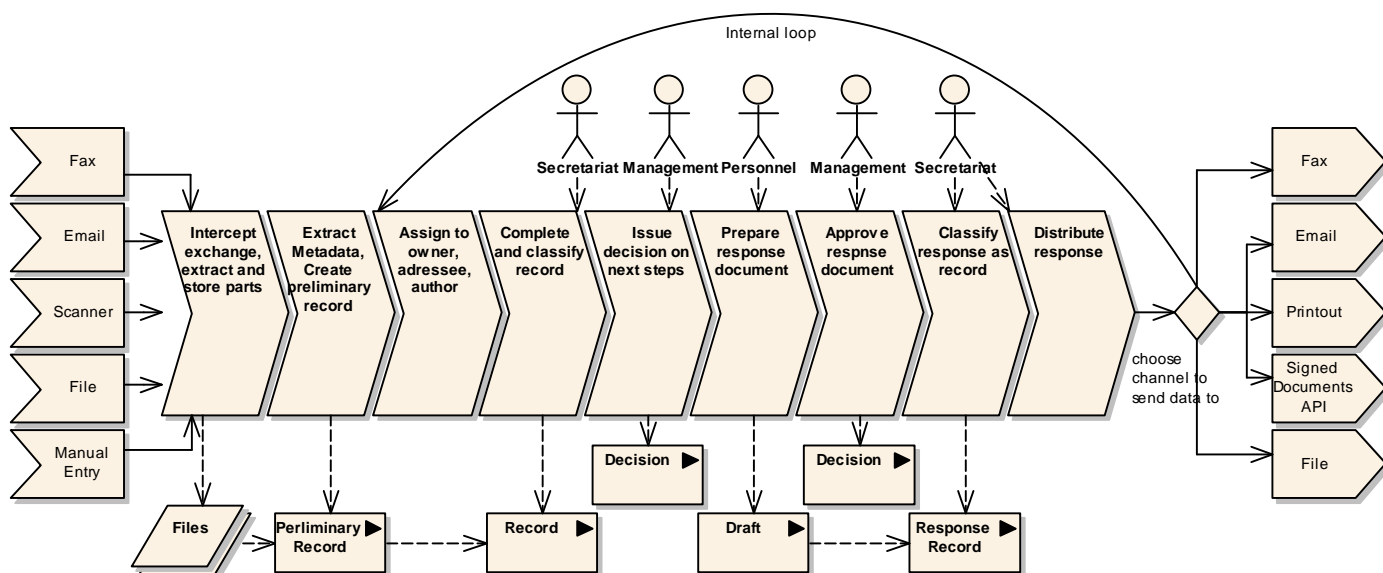 Internal loop
Secretariat
Management
Personnel
Management
Secretariat
Fax
Email
Scanner
File
Manual
Entry
Intercept
exchange,
extract and
store parts
Extract
Metadata,
Create
preliminary
record
Assign to
owner,
adressee,
author
Complete
and classify
record
Issue
decision on
next steps
Prepare
response
document
Approve
respnse
document
Classify
response as
record
Distribute
response
choose
channel to
send data to
Fax
Email
Printout
Signed
Documents
API
File
Decision
Decision
Files
Perliminary
Record
Record
Draft
Response
Record